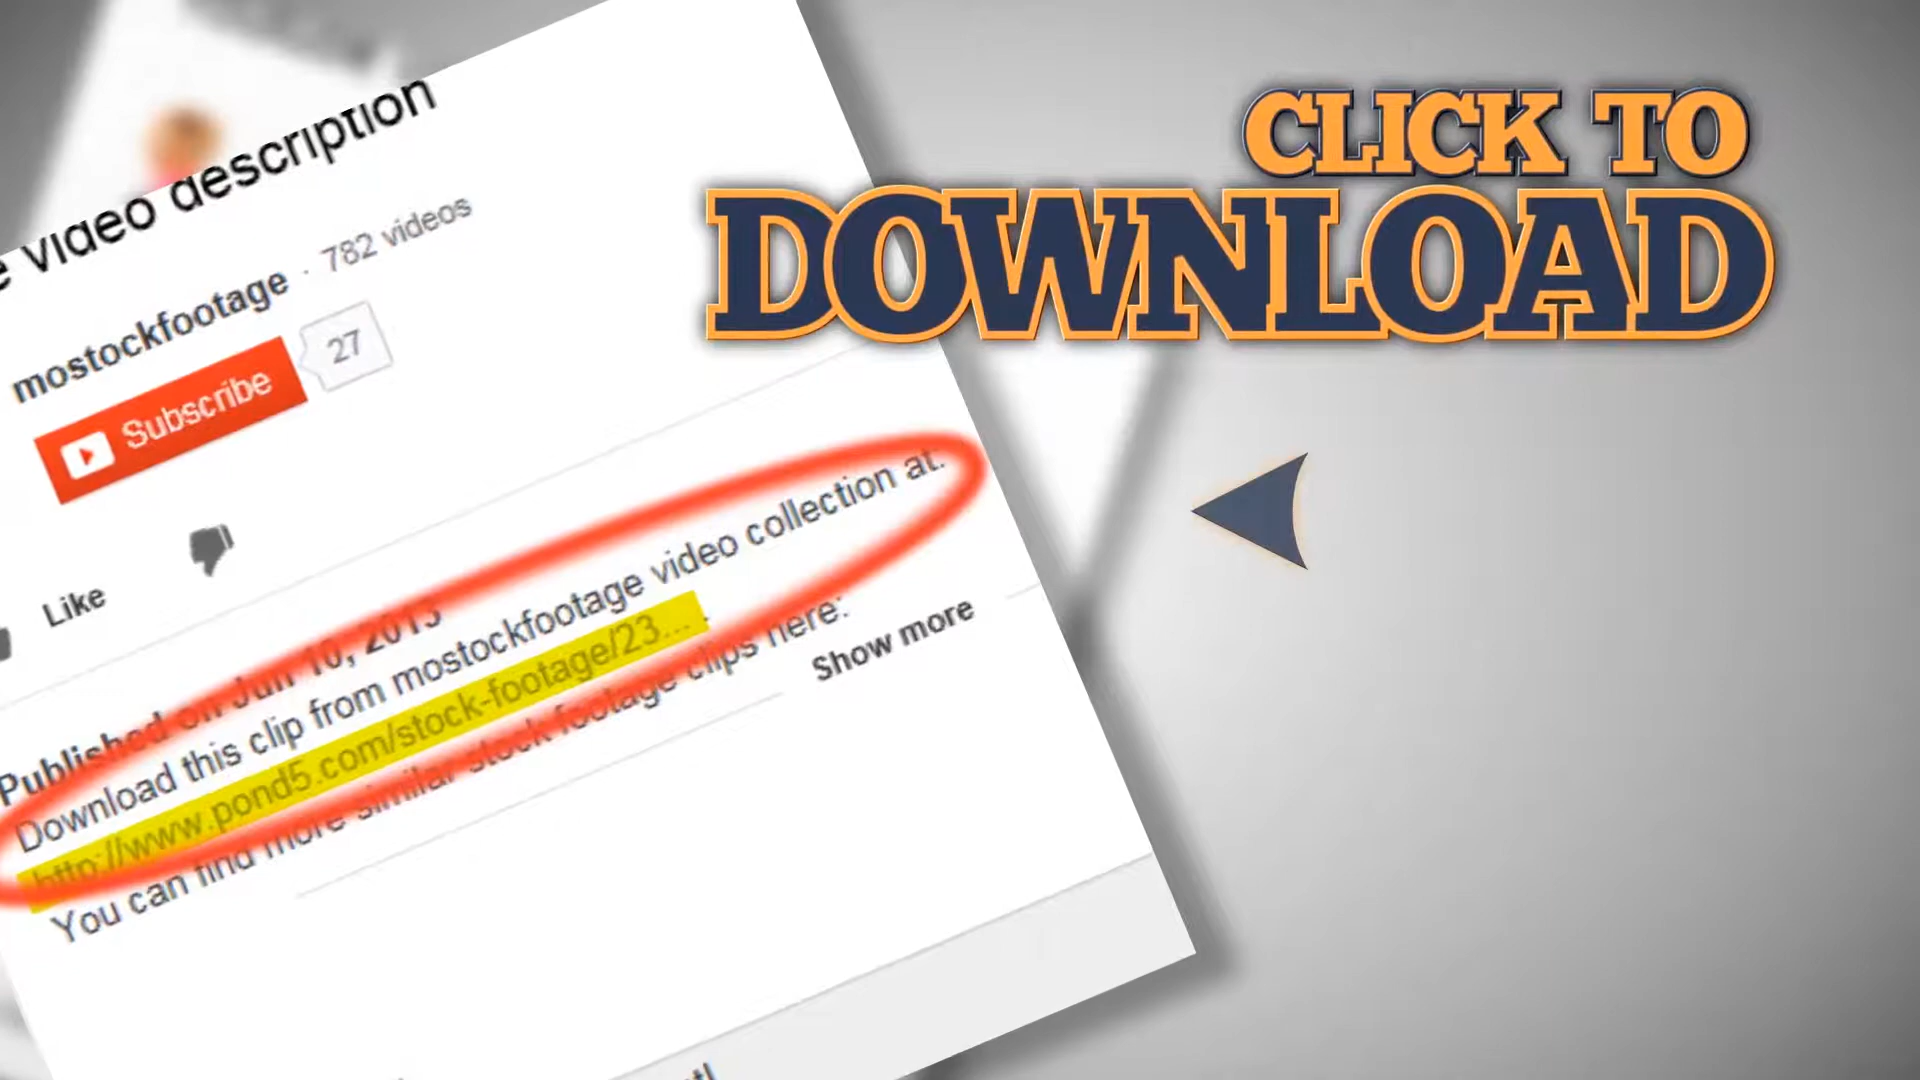 CLICK TO
DOWNLOAD
video description
mostockfootage · 782 videos
Subscribe
27
Like
Published on Jun 10, 2013
Download this clip from mostockfootage video collection at:
http://www.pond5.com/stock-footage/23... .
You can find more similar stock footage clips here:
Show more